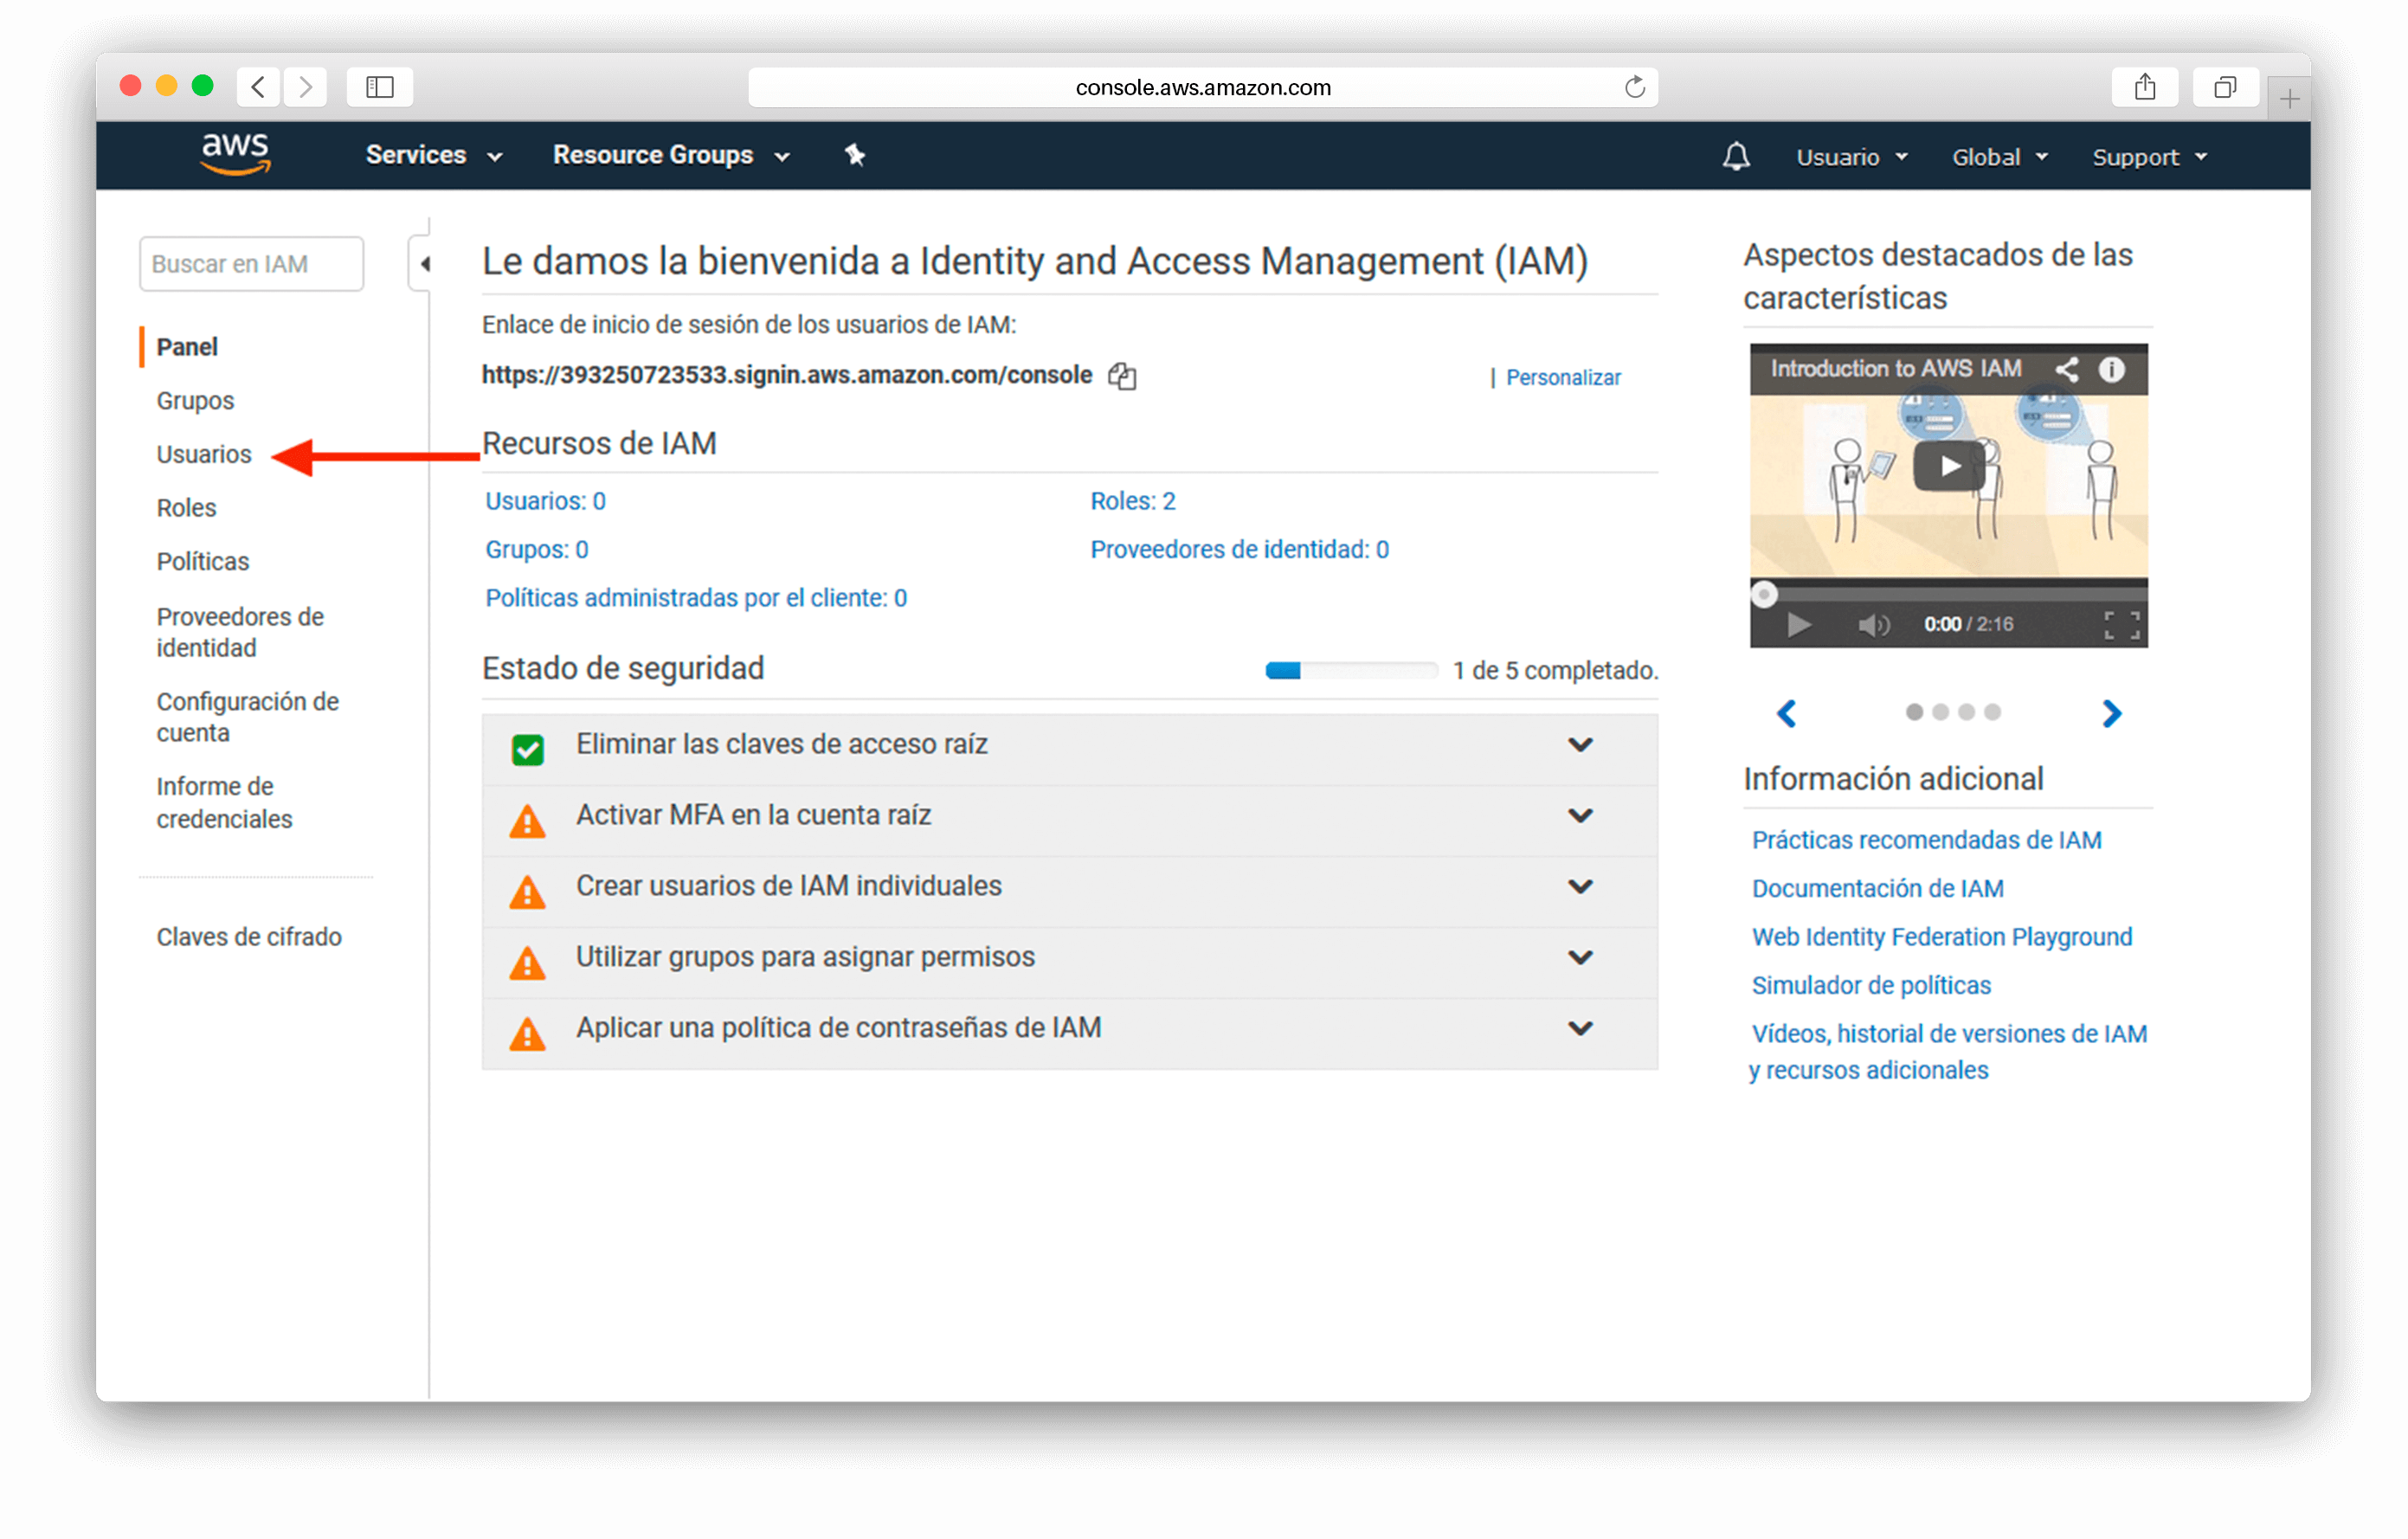 console.aws.amazon.com
aws
Services
Resource Groups
Usuario
Global
Support
Buscar en IAM
Panel
Grupos
Usuarios
Roles
Políticas
Proveedores de
identidad
Configuración de
cuenta
Informe de
credenciales
Claves de cifrado
Le damos la bienvenida a Identity and Access Management (IAM)
Enlace de inicio de sesión de los usuarios de IAM:
https://393250723533.signin.aws.amazon.com/console
| Personalizar
Recursos de IAM
Usuarios: 0
Roles: 2
Grupos: 0
Proveedores de identidad: 0
Políticas administradas por el cliente: 0
Estado de seguridad
1 de 5 completado.
Eliminar las claves de acceso raíz
Activar MFA en la cuenta raíz
Crear usuarios de IAM individuales
Utilizar grupos para asignar permisos
Aplicar una política de contraseñas de IAM
Aspectos destacados de las
características
Introduction to AWS IAM
0:00 / 2:16
Información adicional
Prácticas recomendadas de IAM
Documentación de IAM
Web Identity Federation Playground
Simulador de políticas
Vídeos, historial de versiones de IAM
y recursos adicionales